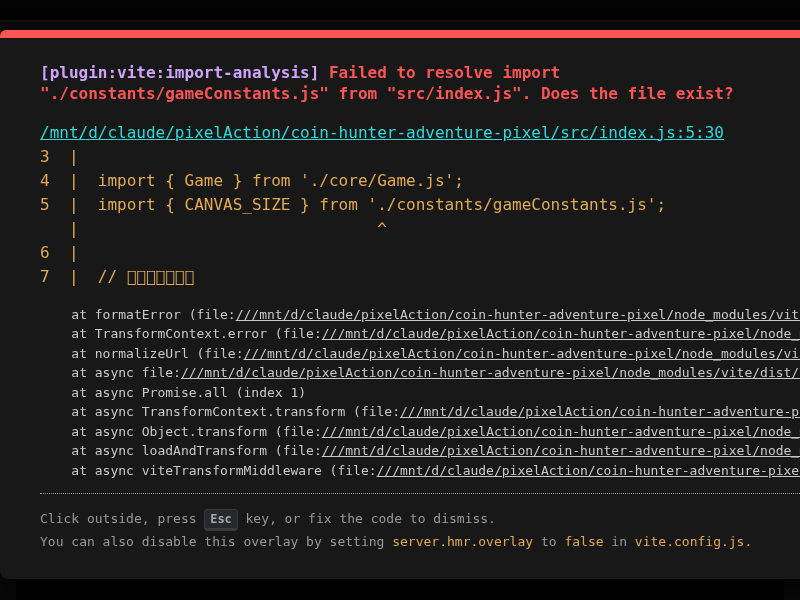 [plugin:vite:import-analysis] Failed to resolve import
"./constants/gameConstants.js" from "src/index.js". Does the file exist?
/mnt/d/claude/pixelAction/coin-hunter-adventure-pixel/src/index.js:5:30
3  |
4  |  import { Game } from './core/Game.js';
5  |  import { CANVAS_SIZE } from './constants/gameConstants.js';
   |                               ^
6  |
7  |  // □□□□□□□
at formatError (file:///mnt/d/claude/pixelAction/coin-hunter-adventure-pixel/node_modules/vit
at TransformContext.error (file:///mnt/d/claude/pixelAction/coin-hunter-adventure-pixel/node_
at normalizeUrl (file:///mnt/d/claude/pixelAction/coin-hunter-adventure-pixel/node_modules/vi
at async file:///mnt/d/claude/pixelAction/coin-hunter-adventure-pixel/node_modules/vite/dist/
at async Promise.all (index 1)
at async TransformContext.transform (file:///mnt/d/claude/pixelAction/coin-hunter-adventure-p
at async Object.transform (file:///mnt/d/claude/pixelAction/coin-hunter-adventure-pixel/node_
at async loadAndTransform (file:///mnt/d/claude/pixelAction/coin-hunter-adventure-pixel/node_
at async viteTransformMiddleware (file:///mnt/d/claude/pixelAction/coin-hunter-adventure-pixe
Click outside, press Esc key, or fix the code to dismiss.
You can also disable this overlay by setting server.hmr.overlay to false in vite.config.js.